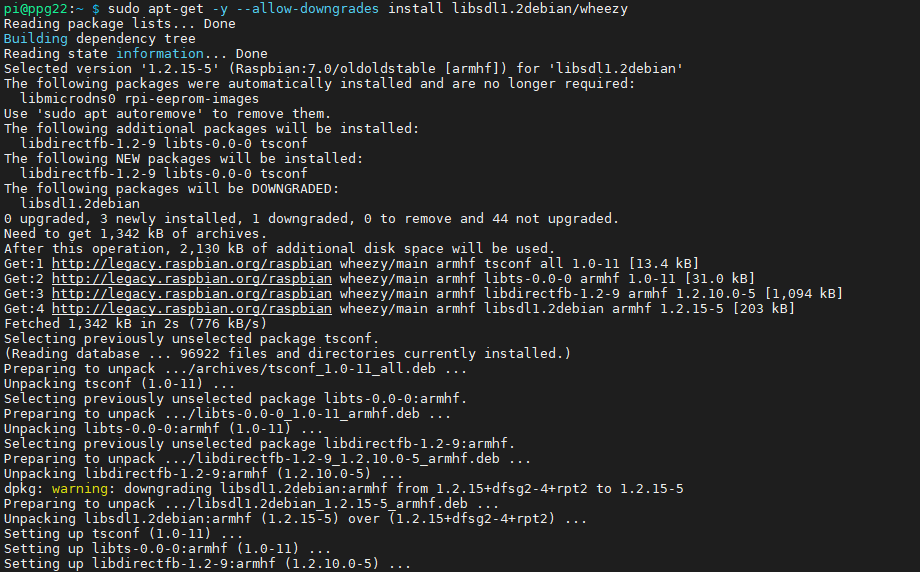 pi@ppg22:~ $ sudo apt-get -y --allow-downgrades install libsdl1.2debian/wheezy
Reading package lists... Done
Building dependency tree
Reading state information... Done
Selected version '1.2.15-5' (Raspbian:7.0/oldoldstable [armhf]) for 'libsdl1.2debian'
The following packages were automatically installed and are no longer required:
  libmicrodns0 rpi-eeprom-images
Use 'sudo apt autoremove' to remove them.
The following additional packages will be installed:
  libdirectfb-1.2-9 libts-0.0-0 tsconf
The following NEW packages will be installed:
  libdirectfb-1.2-9 libts-0.0-0 tsconf
The following packages will be DOWNGRADED:
  libsdl1.2debian
0 upgraded, 3 newly installed, 1 downgraded, 0 to remove and 44 not upgraded.
Need to get 1,342 kB of archives.
After this operation, 2,130 kB of additional disk space will be used.
Get:1 http://legacy.raspbian.org/raspbian wheezy/main armhf tsconf all 1.0-11 [13.4 kB]
Get:2 http://legacy.raspbian.org/raspbian wheezy/main armhf libts-0.0-0 armhf 1.0-11 [31.0 kB]
Get:3 http://legacy.raspbian.org/raspbian wheezy/main armhf libdirectfb-1.2-9 armhf 1.2.10.0-5 [1,094 kB]
Get:4 http://legacy.raspbian.org/raspbian wheezy/main armhf libsdl1.2debian armhf 1.2.15-5 [203 kB]
Fetched 1,342 kB in 2s (776 kB/s)
Selecting previously unselected package tsconf.
(Reading database ... 96922 files and directories currently installed.)
Preparing to unpack .../archives/tsconf_1.0-11_all.deb ...
Unpacking tsconf (1.0-11) ...
Selecting previously unselected package libts-0.0-0:armhf.
Preparing to unpack .../libts-0.0-0_1.0-11_armhf.deb ...
Unpacking libts-0.0-0:armhf (1.0-11) ...
Selecting previously unselected package libdirectfb-1.2-9:armhf.
Preparing to unpack .../libdirectfb-1.2-9_1.2.10.0-5_armhf.deb ...
Unpacking libdirectfb-1.2-9:armhf (1.2.10.0-5) ...
dpkg: warning: downgrading libsdl1.2debian:armhf from 1.2.15+dfsg2-4+rpt2 to 1.2.15-5
Preparing to unpack .../libsdl1.2debian_1.2.15-5_armhf.deb ...
Unpacking libsdl1.2debian:armhf (1.2.15-5) over (1.2.15+dfsg2-4+rpt2) ...
Setting up tsconf (1.0-11) ...
Setting up libts-0.0-0:armhf (1.0-11) ...
Setting up libdirectfb-1.2-9:armhf (1.2.10.0-5) ...